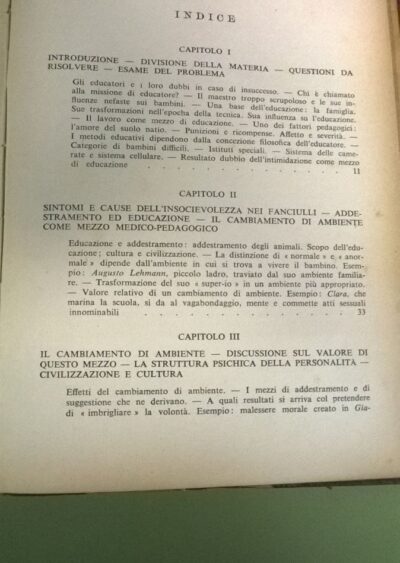 INDICE
CAPITOLO I
INTRODUZIONE — DIVISIONE DELLA MATERIA — QUESTIONI DA
RISOLVERE — ESAME DEL PROBLEMA
Gli educatori e i loro dubbi in caso di insuccesso. — Chi è chiamato
alla missione di educatore? — Il maestro troppo scrupoloso e le sue in-
fluenze nefaste sui bambini. — Una base dell'educazione: la famiglia.
Sue trasformazioni nell'epoca della tecnica. Sua influenza su l'educazione.
— Il lavoro come mezzo di educazione. — Uno dei fattori pedagogici:
l'amore del suolo natio. — Punizioni e ricompense. Affetto e severità. —
I metodi educativi dipendono dalla concezione filosofica dell'educatore. —
Categorie di bambini difficili. — Istituti speciali. — Sistema delle came-
rate e sistema cellulare. — Resultato dubbio dell'intimidazione come mezzo
di educazione . . . . . . . . . 11
CAPITOLO II
SINTOMI E CAUSE DELL'INSOCIEVOLEZZA NEI FANCIULLI — ADDE-
STRAMENTO ED EDUCAZIONE — IL CAMBIAMENTO DI AMBIENTE
COME MEZZO MEDICO-PEDAGOGICO
Educazione e addestramento: addestramento degli animali. Scopo dell'edu-
cazione; cultura e civilizzazione. — La distinzione di « normale » e « anor-
male » dipende dall'ambiente in cui si trova a vivere il bambino. Esem-
pio: Augusto Lehmann, piccolo ladro, traviato dal suo ambiente familia-
re. — Trasformazione del suo « super-io » in un ambiente più appropriato.
— Valore relativo di un cambiamento di ambiente. Esempio: Clara, che
marina la scuola, si dà al vagabondaggio, mente e commette atti sessuali
innominabili . . . . . . . . . 33
CAPITOLO III
IL CAMBIAMENTO DI AMBIENTE — DISCUSSIONE SUL VALORE DI
QUESTO MEZZO — LA STRUTTURA PSICHICA DELLA PERSONALITÀ —
CIVILIZZAZIONE E CULTURA
Effetti del cambiamento di ambiente. — I mezzi di addestramento e di
suggestione che ne derivano. — A quali resultati si arriva col pretendere
di « imbrigliare » la volontà. Esempio: malessere morale creato in Gia-